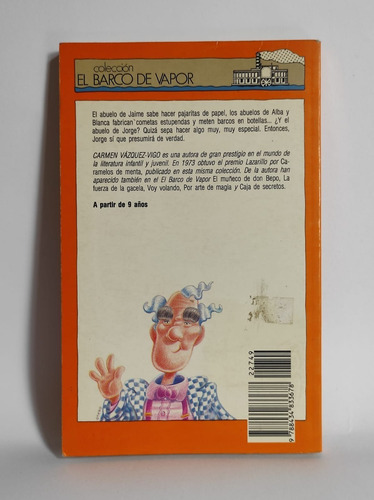 colección
EL BARCO DE VAPOR
El abuelo de Jaime sabe hacer pajaritas de papel, los abuelos de Alba y
Blanca fabrican cometas estupendas y meten barcos en botellas... ¿Y el
abuelo de Jorge? Quizá sepa hacer algo muy, muy especial. Entonces,
Jorge sí que presumirá de verdad.
CARMEN VÁZQUEZ-VIGO es una autora de gran prestigio en el mundo de
la literatura infantil y juvenil. En 1973 obtuvo el premio Lazarillo por Ca-
ramelos de menta, publicado en esta misma colección. De la autora han
aparecido también en el El Barco de Vapor El muñeco de don Bepo, La
fuerza de la gacela, Voy volando, Por arte de magia y Caja de secretos.
A partir de 9 años
22749
9 788434 833678